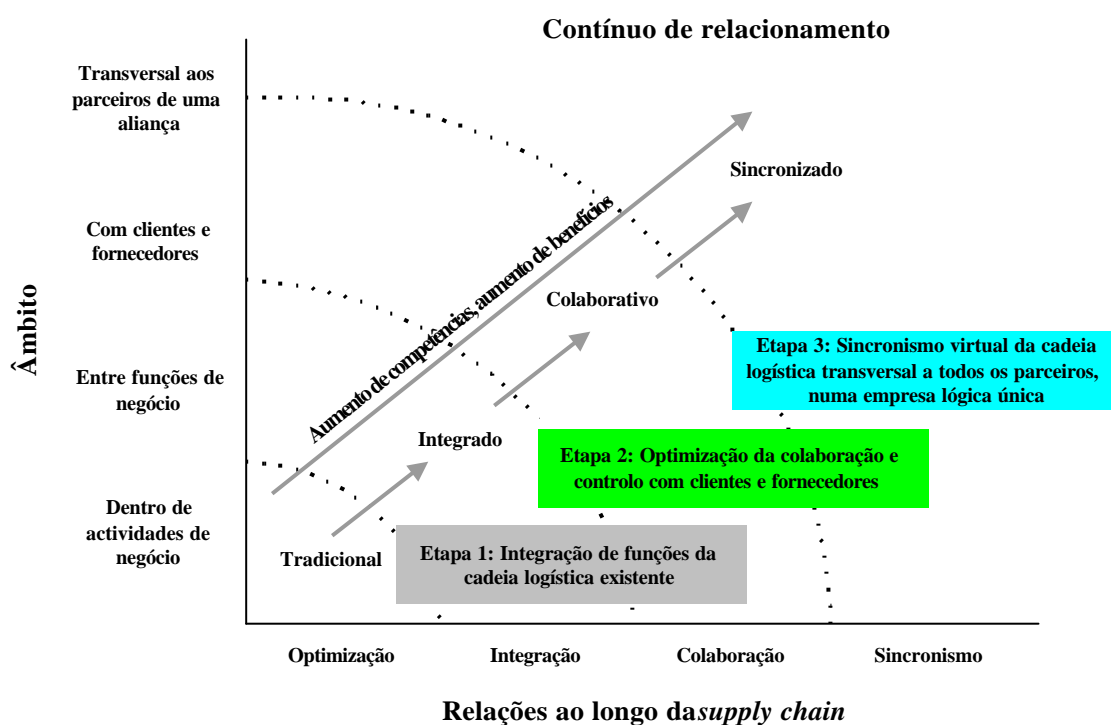 Contínuo de relacionamento
Transversal aos
parceiros de uma
aliança
Com clientes e
fornecedores
Âmbito
Entre funções de
negócio
Dentro de
actividades de
negócio
Aumento de competências, aumento de benefícios
Sincronizado
Colaborativo
Integrado
Tradicional
Etapa 3: Sincronismo virtual da cadeia
logística transversal a todos os parceiros,
numa empresa lógica única
Etapa 2: Optimização da colaboração e
controlo com clientes e fornecedores
Etapa 1: Integração de funções da
cadeia logística existente
Optimização Integração Colaboração Sincronismo
Relações ao longo da supply chain